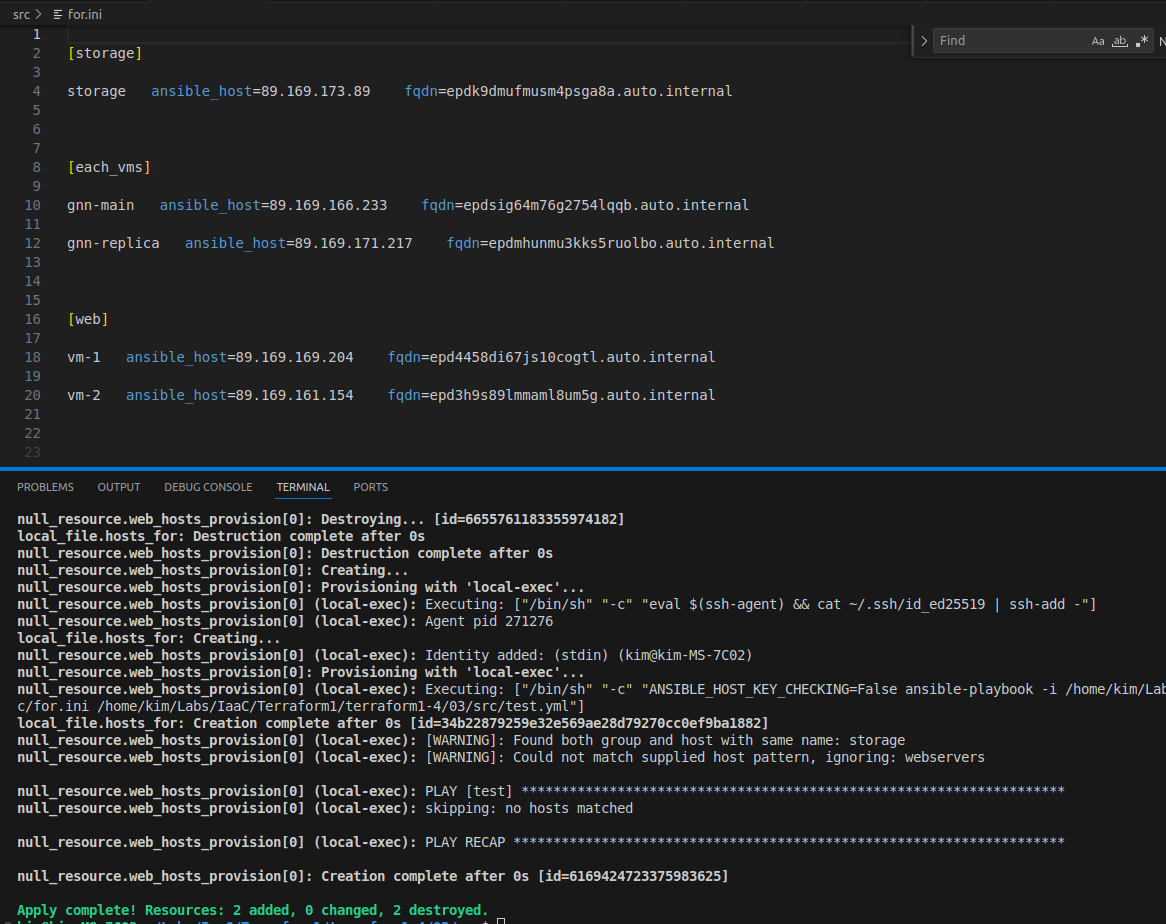 src > for.ini
Find Aa ab .*
1
2 [storage]
3
4 storage ansible_host=89.169.173.89 fqdn=epdk9dmufmusm4psga8a.auto.internal
5
6
7
8 [each_vms]
9
10 gnn-main ansible_host=89.169.166.233 fqdn=epdsig64m76g2754lqqb.auto.internal
11
12 gnn-replica ansible_host=89.169.171.217 fqdn=epdmhunmu3kks5ruolbo.auto.internal
13
14
15
16 [web]
17
18 vm-1 ansible_host=89.169.169.204 fqdn=epd4458di67js10cogtl.auto.internal
19
20 vm-2 ansible_host=89.169.161.154 fqdn=epd3h9s89lmmaml8um5g.auto.internal
21
22
23
PROBLEMS OUTPUT DEBUG CONSOLE TERMINAL PORTS
null_resource.web_hosts_provision[0]: Destroying... [id=6655761183355974182]
local_file.hosts_for: Destruction complete after 0s
null_resource.web_hosts_provision[0]: Destruction complete after 0s
null_resource.web_hosts_provision[0]: Creating...
null_resource.web_hosts_provision[0]: Provisioning with 'local-exec'...
null_resource.web_hosts_provision[0] (local-exec): Executing: ["/bin/sh" "-c" "eval $(ssh-agent) && cat ~/.ssh/id_ed25519 | ssh-add -"]
null_resource.web_hosts_provision[0] (local-exec): Agent pid 271276
local_file.hosts_for: Creating...
null_resource.web_hosts_provision[0] (local-exec): Identity added: (stdin) (kim@kim-MS-7C02)
null_resource.web_hosts_provision[0]: Provisioning with 'local-exec'...
null_resource.web_hosts_provision[0] (local-exec): Executing: ["/bin/sh" "-c" "ANSIBLE_HOST_KEY_CHECKING=False ansible-playbook -i /home/kim/Lab
c/for.ini /home/kim/Labs/IaaC/Terraform1/terraform1-4/03/src/test.yml"]
local_file.hosts_for: Creation complete after 0s [id=34b22879259e32e569ae28d79270cc0ef9ba1882]
null_resource.web_hosts_provision[0] (local-exec): [WARNING]: Found both group and host with same name: storage
null_resource.web_hosts_provision[0] (local-exec): [WARNING]: Could not match supplied host pattern, ignoring: webservers
null_resource.web_hosts_provision[0] (local-exec): PLAY [test] ********************************************************************
null_resource.web_hosts_provision[0] (local-exec): skipping: no hosts matched
null_resource.web_hosts_provision[0] (local-exec): PLAY RECAP *********************************************************************
null_resource.web_hosts_provision[0]: Creation complete after 0s [id=6169424723375983625]
Apply complete! Resources: 2 added, 0 changed, 2 destroyed.